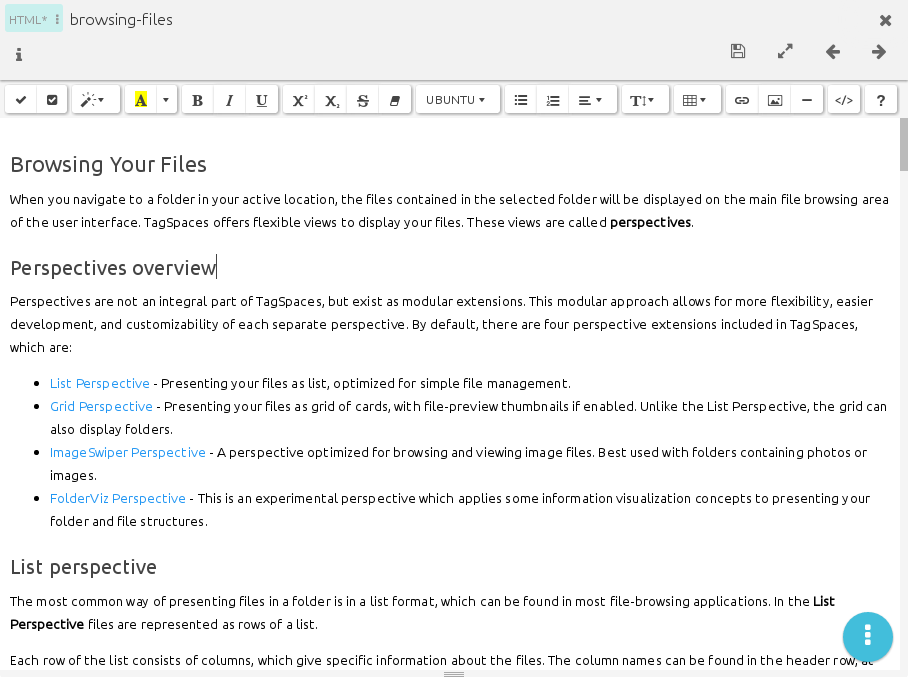 HTML* browsing-files
B I U X² X₂ S UBUNTU T </> ?
Browsing Your Files
When you navigate to a folder in your active location, the files contained in the selected folder will be displayed on the main file browsing area
of the user interface. TagSpaces offers flexible views to display your files. These views are called perspectives.
Perspectives overview
Perspectives are not an integral part of TagSpaces, but exist as modular extensions. This modular approach allows for more flexibility, easier
development, and customizability of each separate perspective. By default, there are four perspective extensions included in TagSpaces,
which are:
• List Perspective - Presenting your files as list, optimized for simple file management.
• Grid Perspective - Presenting your files as grid of cards, with file-preview thumbnails if enabled. Unlike the List Perspective, the grid can
also display folders.
• ImageSwiper Perspective - A perspective optimized for browsing and viewing image files. Best used with folders containing photos or
images.
• FolderViz Perspective - This is an experimental perspective which applies some information visualization concepts to presenting your
folder and file structures.
List perspective
The most common way of presenting files in a folder is in a list format, which can be found in most file-browsing applications. In the List
Perspective files are represented as rows of a list.
Each row of the list consists of columns, which give specific information about the files. The column names can be found in the header row, at